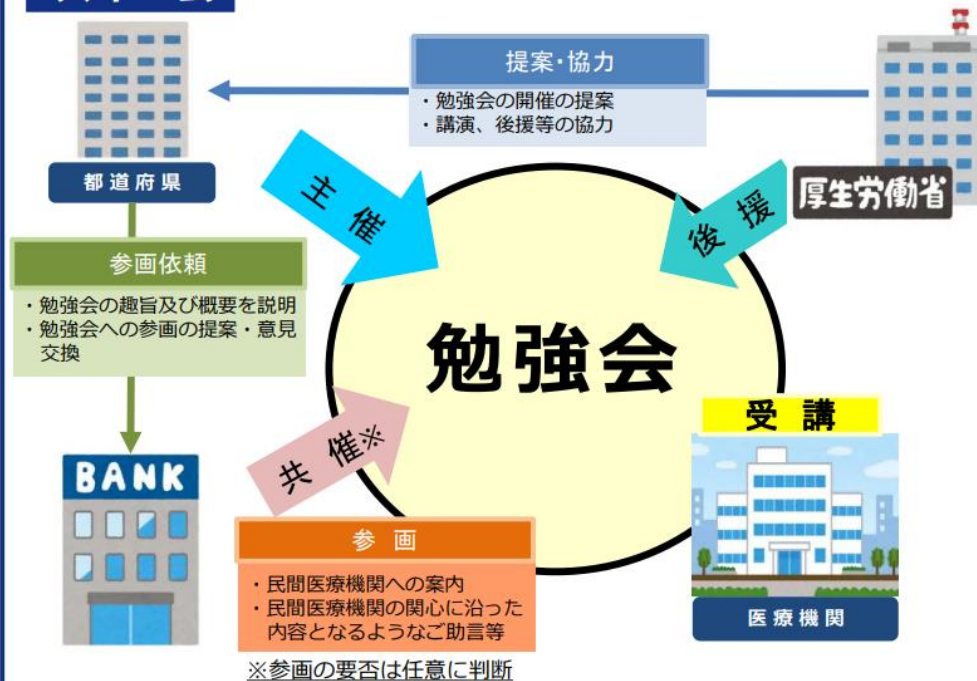 提案・協力
・勉強会の開催の提案
・講演、後援等の協力
都道府県
厚生労働省
主催
後援
参画依頼
・勉強会の趣旨及び概要を説明
・勉強会への参画の提案・意見
交換
勉強会
受講
共催※
BANK
参画
・民間医療機関への案内
・民間医療機関の関心に沿った
内容となるようなご助言等
医療機関
※参画の要否は任意に判断